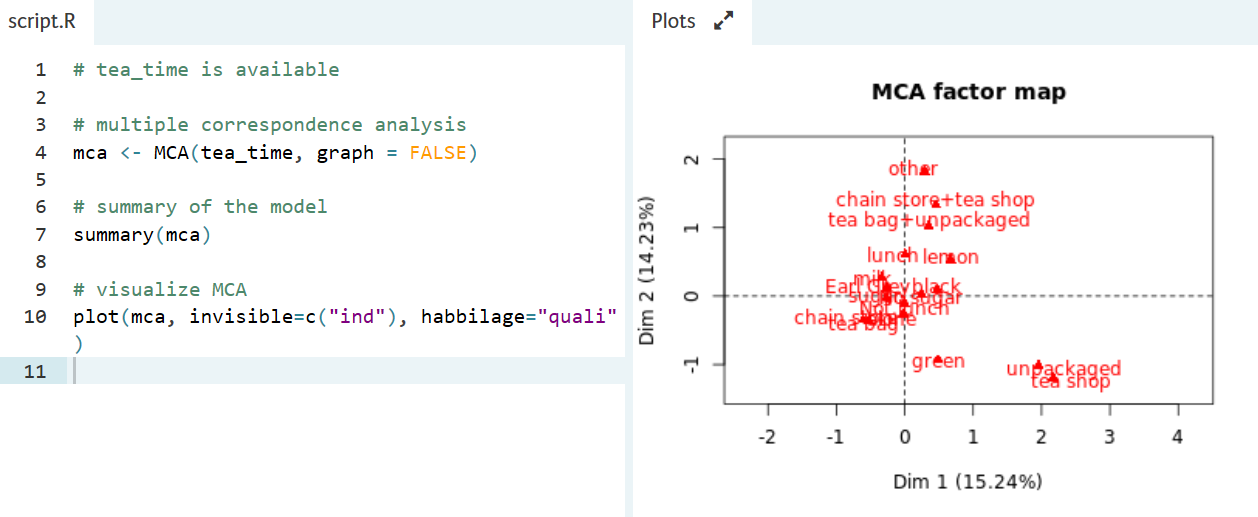 script.R
1 # tea_time is available
2
3 # multiple correspondence analysis
4 mca <- MCA(tea_time, graph = FALSE)
5
6 # summary of the model
7 summary(mca)
8
9 # visualize MCA
10 plot(mca, invisible=c("ind"), habbilage="quali"
)
11
Plots
MCA factor map
Dim 2 (14.23%)
2
1
0
-1
other
chain store+tea shop
tea bag+unpackaged
lunch lemon
milk
Earl Grey black
sugar
chain store
tea bag
green
unpackaged
tea shop
-2 -1 0 1 2 3 4
Dim 1 (15.24%)